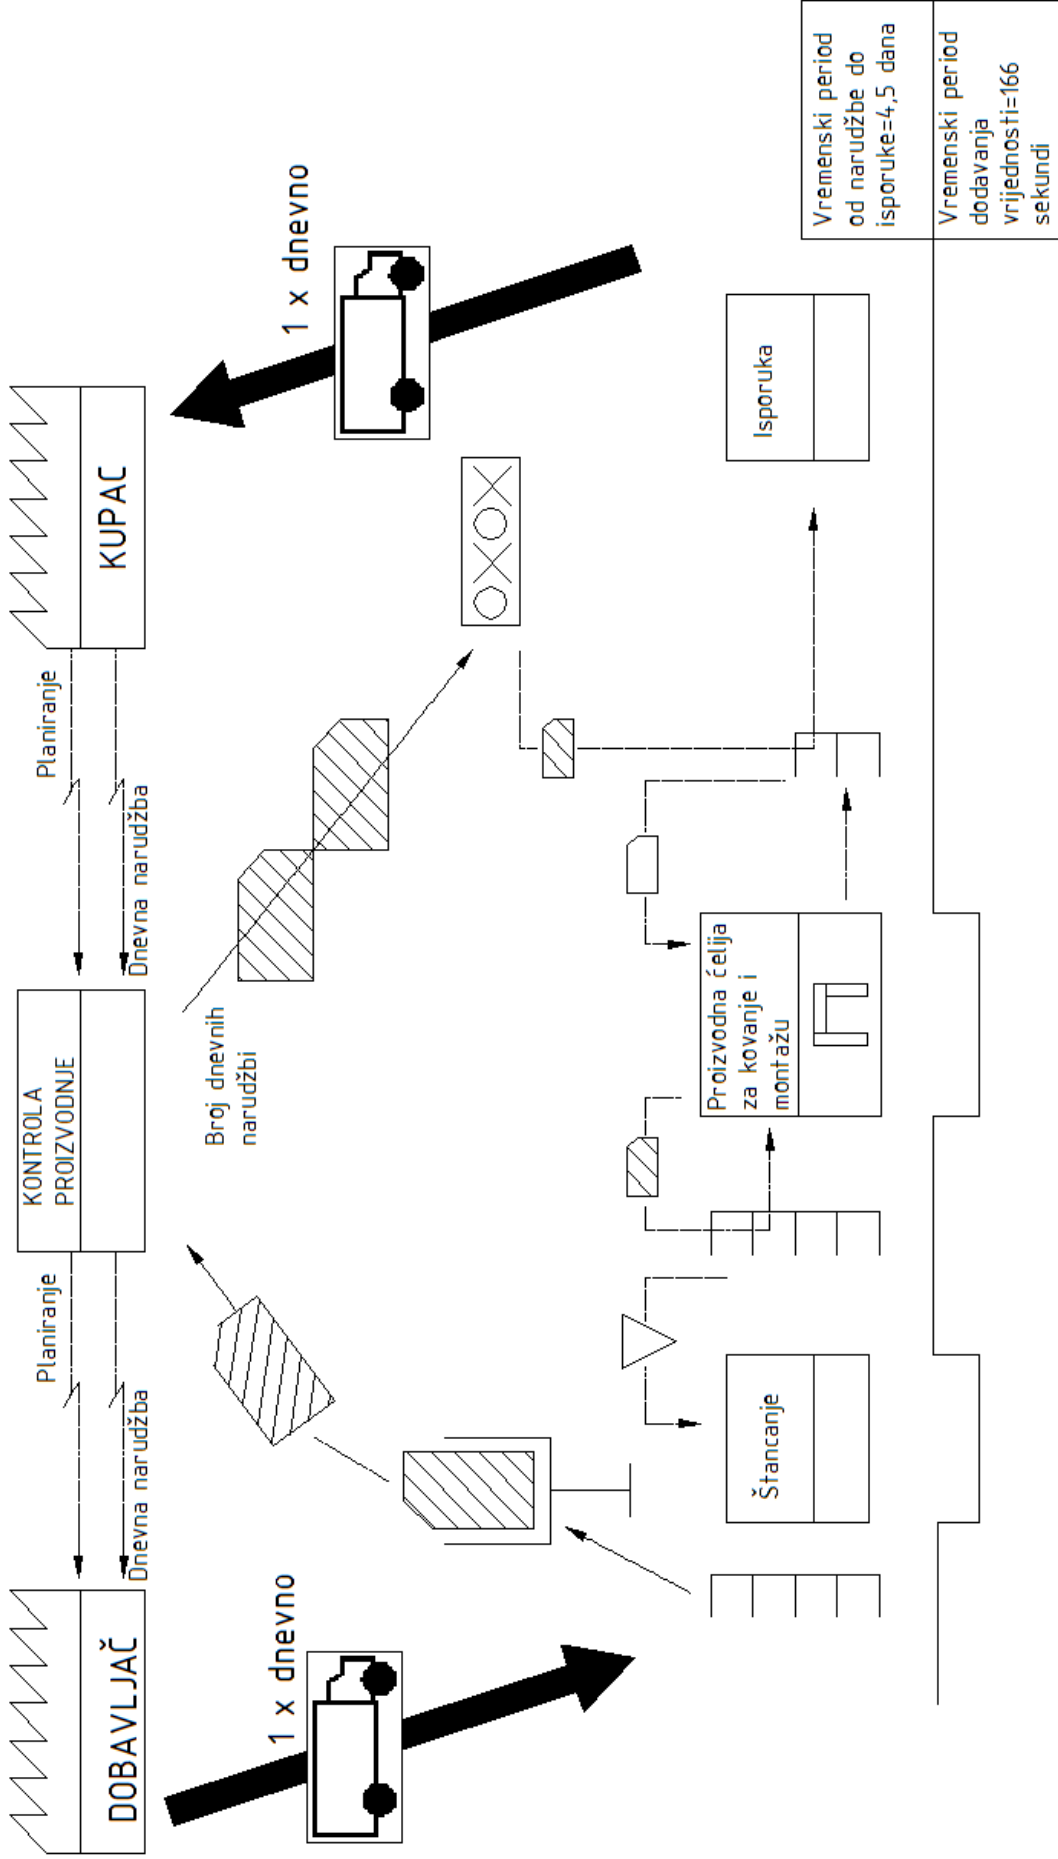 DOBAVLJAČ
Planiranje
Dnevna narudžba
KONTROLA
PROIZVODNJE
Planiranje
Dnevna narudžba
KUPAC
1 x dnevno
Broj dnevnih
narudžbi
1 x dnevno
Štancanje
Proizvodna ćelija
za kovanje i
montažu
Isporuka
Vremenski period
od narudžbe do
isporuke=4,5 dana
Vremenski period
dodavanja
vrijednosti=166
sekundi